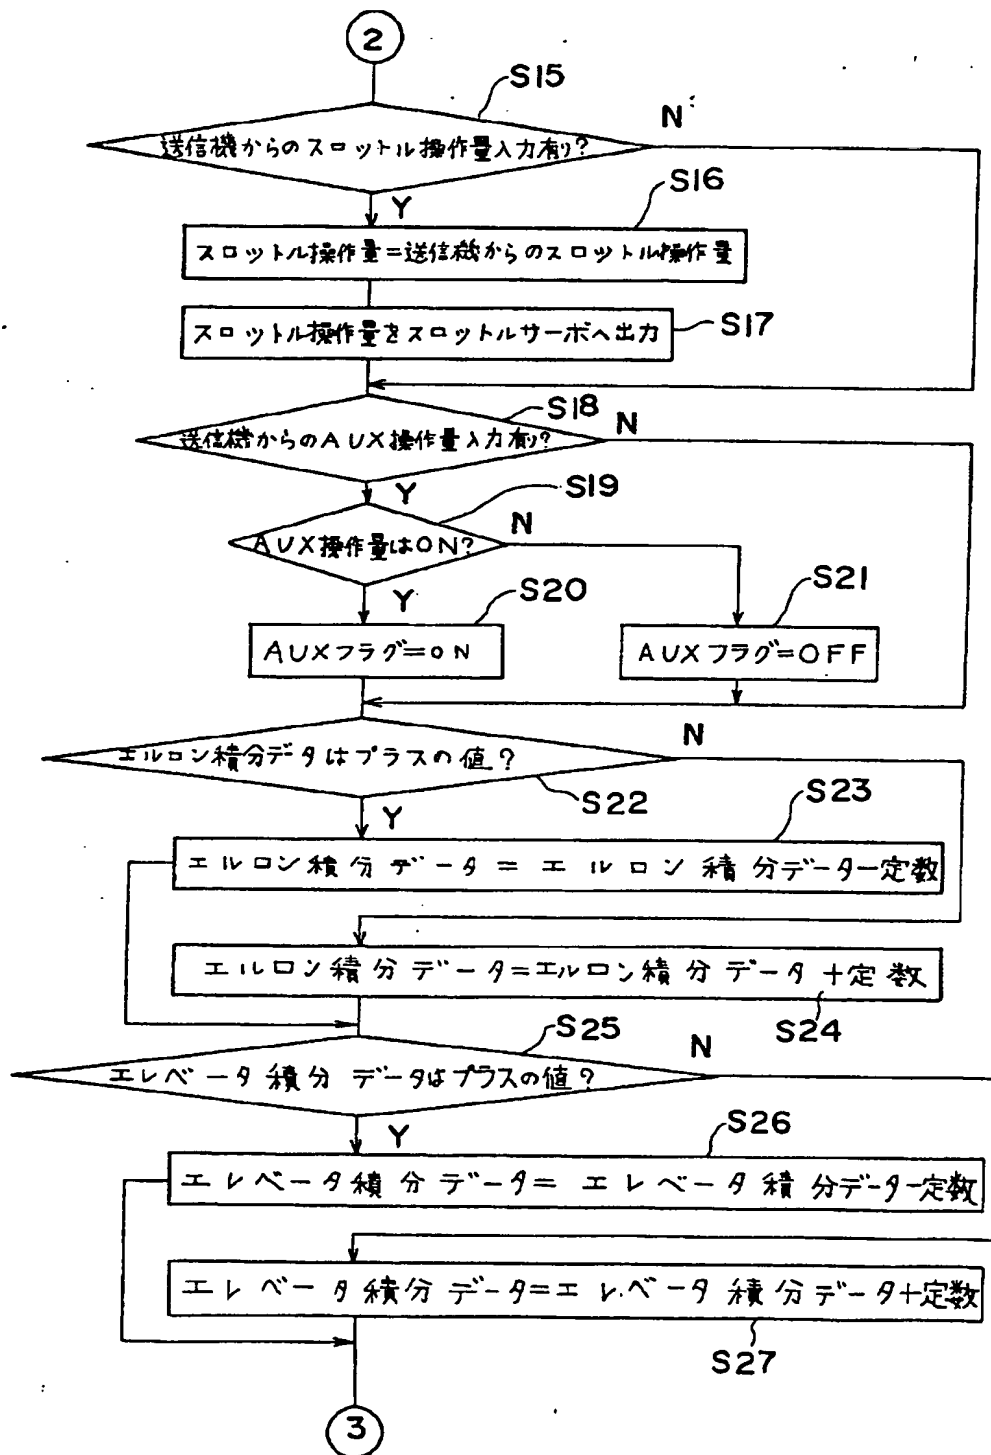 2
S15
送信機からのスロットル操作量入力有り?
N
Y
S16
スロットル操作量=送信機からのスロットル操作量
スロットル操作量をスロットルサーボへ出力
S17
S18
送信機からのAUX操作量入力有り?
N
Y
S19
AUX操作量はON?
N
Y
S20
S21
AUXフラグ=ON
AUXフラグ=OFF
エルロン積分データはプラスの値?
N
S22
Y
S23
エルロン積分データ=エルロン積分データ−定数
エルロン積分データ=エルロン積分データ+定数
S24
S25
エレベータ積分データはプラスの値?
N
Y
S26
エレベータ積分データ=エレベータ積分データ−定数
エレベータ積分データ=エレベータ積分データ+定数
S27
3